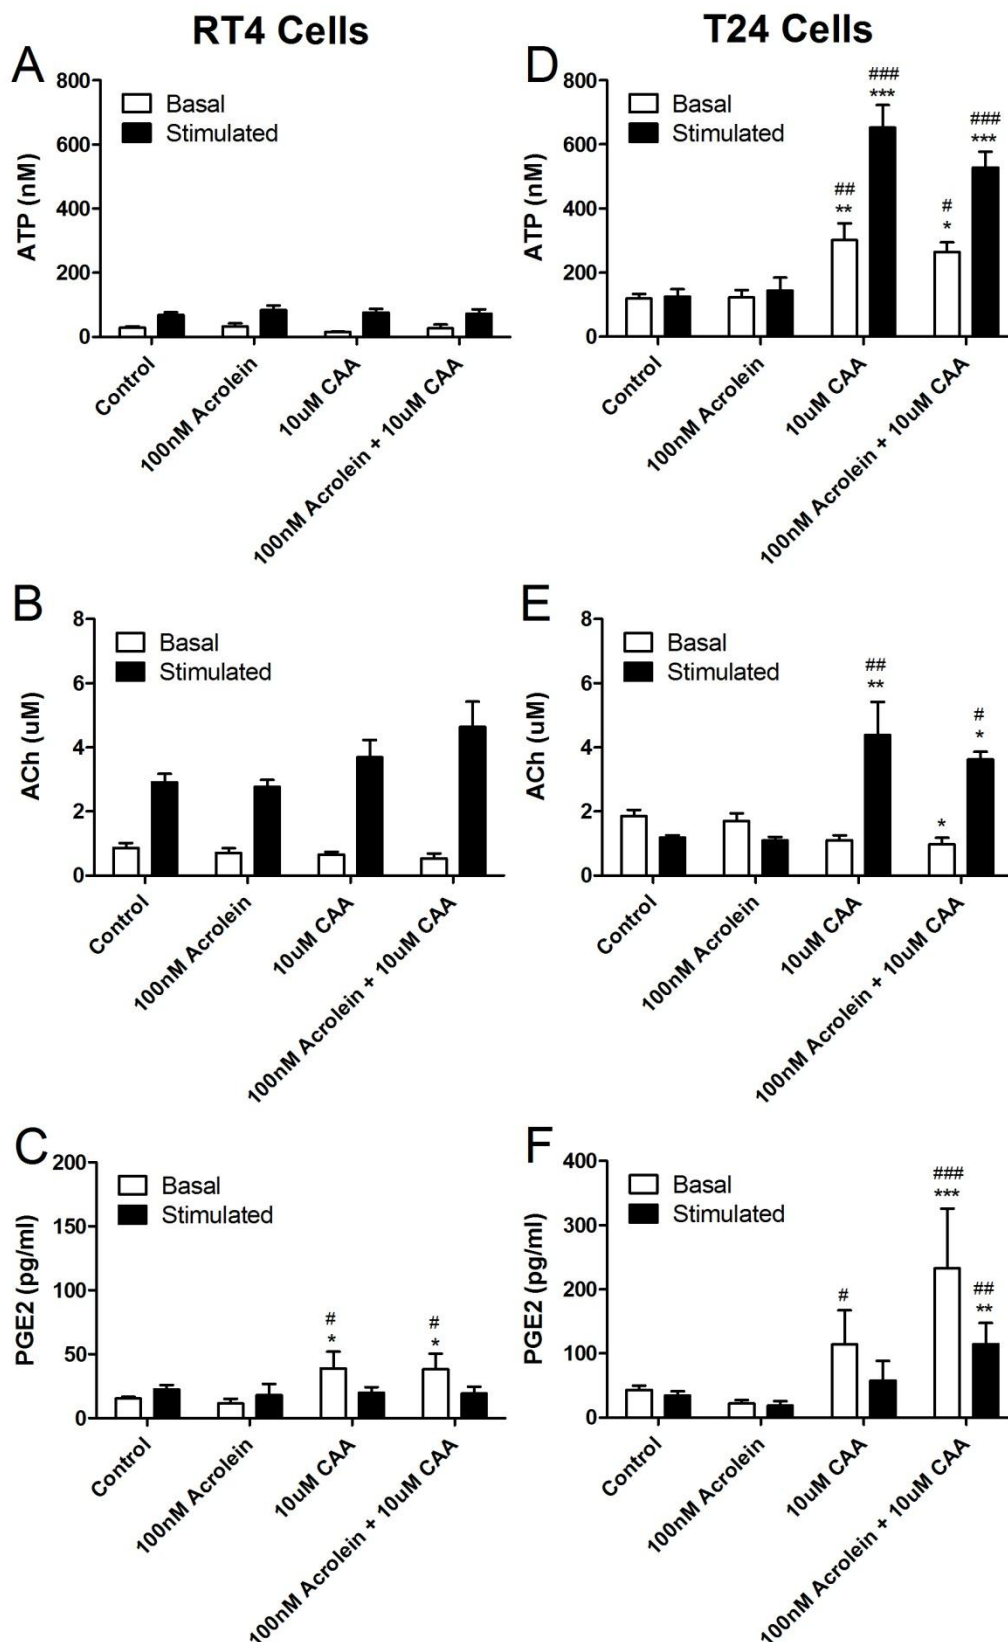 RT4 Cells
A
800
600
400
200
0
ATP (nM)
Basal
Stimulated
Control
100nM Acrolein
10uM CAA
100nM Acrolein + 10uM CAA
B
8
6
4
2
0
ACh (uM)
Basal
Stimulated
Control
100nM Acrolein
10uM CAA
100nM Acrolein + 10uM CAA
C
200
150
100
50
0
PGE2 (pg/ml)
Basal
Stimulated
#
*
#
*
Control
100nM Acrolein
10uM CAA
100nM Acrolein + 10uM CAA
T24 Cells
D
800
600
400
200
0
ATP (nM)
Basal
Stimulated
##
**
###
***
#
*
###
***
Control
100nM Acrolein
10uM CAA
100nM Acrolein + 10uM CAA
E
8
6
4
2
0
ACh (uM)
Basal
Stimulated
##
**
*
#
*
Control
100nM Acrolein
10uM CAA
100nM Acrolein + 10uM CAA
F
400
300
200
100
0
PGE2 (pg/ml)
Basal
Stimulated
#
###
***
##
**
Control
100nM Acrolein
10uM CAA
100nM Acrolein + 10uM CAA